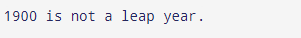 1900 is not a leap year.